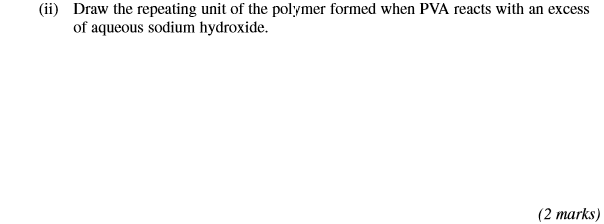 (ii) Draw the repeating unit of the polymer formed when PVA reacts with an excess
of aqueous sodium hydroxide.
(2 marks)